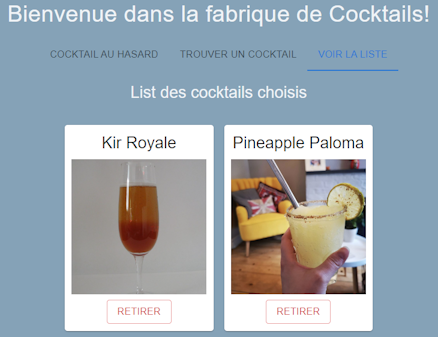 Bienvenue dans la fabrique de Cocktails!
COCKTAIL AU HASARD TROUVER UN COCKTAIL VOIR LA LISTE
List des cocktails choisis
Kir Royale Pineapple Paloma
RETIRER RETIRER